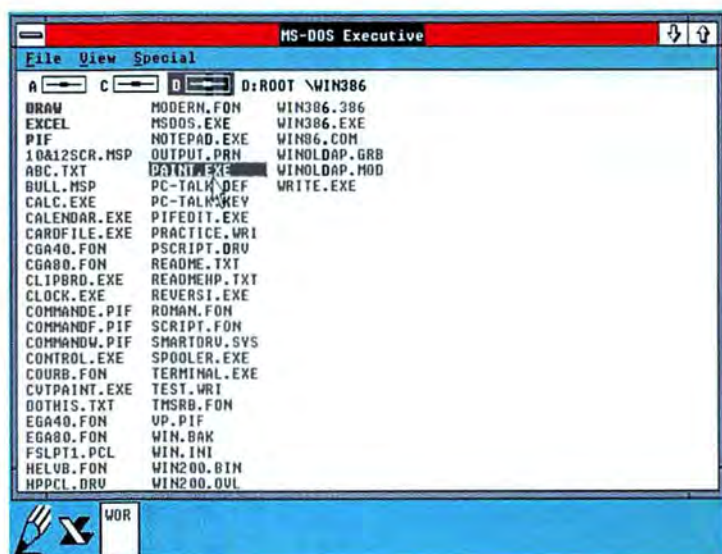 MS-DOS Executive
File View Special
A C D D:ROOT \WIN386
DRAW MODERN.FON WIN386.386
EXCEL MSDOS.EXE WIN386.EXE
PIF NOTEPAD.EXE WIN86.COM
10&12SCR.MSP OUTPUT.PRN WINOLDAP.GRB
ABC.TXT PAINT.EXE WINOLDAP.MOD
BULL.MSP PC-TALK.DEF WRITE.EXE
CALC.EXE PC-TALK.KEY
CALENDAR.EXE PIFEDIT.EXE
CARDFILE.EXE PRACTICE.WRI
CGA40.FON PSCRIPT.DRV
CGA80.FON README.TXT
CLIPBRD.EXE READMEHP.TXT
CLOCK.EXE REVERSI.EXE
COMMANDE.PIF ROMAN.FON
COMMANDF.PIF SCRIPT.FON
COMMANDW.PIF SMARTDRV.SYS
CONTROL.EXE SPOOLER.EXE
COURB.FON TERMINAL.EXE
CVTPAINT.EXE TEST.WRI
DOTHIS.TXT TMSRB.FON
EGA40.FON VP.PIF
EGA80.FON WIN.BAK
FSLPT1.PCL WIN.INI
HELVB.FON WIN200.BIN
HPPCL.DRV WIN200.OVL
WOR